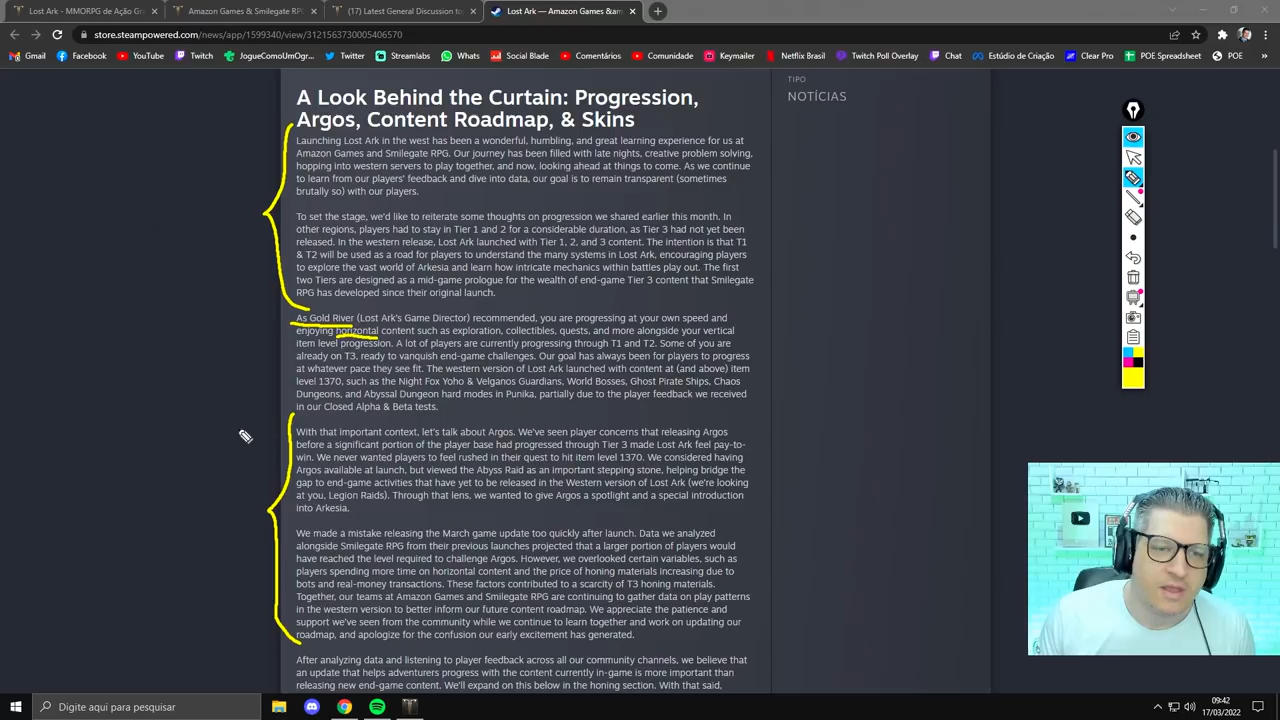 Lost Ark - MMORPG de Ação Gr
Amazon Games & Smilegate RP
(17) Latest General Discussion to
Lost Ark — Amazon Games &am
store.steampowered.com/news/app/1599340/view/3121563730005406570
Gmail
Facebook
YouTube
Twitch
JogueComoUmOgr...
Twitter
Streamlabs
Whats
Social Blade
Comentários
Comunidade
Keymailer
Netflix Brasil
Twitch Poll Overlay
Chat
Estúdio de Criação
Clear Pro
POE Spreadsheet
POE
A Look Behind the Curtain: Progression,
Argos, Content Roadmap, & Skins
TIPO
NOTÍCIAS
Launching Lost Ark in the west has been a wonderful, humbling, and great learning experience for us at
Amazon Games and Smilegate RPG. Our journey has been filled with late nights, creative problem solving,
hopping into western servers to play together, and now, looking ahead at things to come. As we continue
to learn from our players' feedback and dive into data, our goal is to remain transparent (sometimes
brutally so) with our players.
To set the stage, we'd like to reiterate some thoughts on progression we shared earlier this month. In
other regions, players had to stay in Tier 1 and 2 for a considerable duration, as Tier 3 had not yet been
released. In the western release, Lost Ark launched with Tier 1, 2, and 3 content. The intention is that T1
& T2 will be used as a road for players to understand the many systems in Lost Ark, encouraging players
to explore the vast world of Arkesia and learn how intricate mechanics within battles play out. The first
two Tiers are designed as a mid-game prologue for the wealth of end-game Tier 3 content that Smilegate
RPG has developed since their original launch.
As Gold River (Lost Ark's Game Director) recommended, you are progressing at your own speed and
enjoying horizontal content such as exploration, collectibles, quests, and more alongside your vertical
item level progression. A lot of players are currently progressing through T1 and T2. Some of you are
already on T3, ready to vanquish end-game challenges. Our goal has always been for players to progress
at whatever pace they see fit. The western version of Lost Ark launched with content at (and above) item
level 1370, such as the Night Fox Yoho & Velganos Guardians, World Bosses, Ghost Pirate Ships, Chaos
Dungeons, and Abyssal Dungeon hard modes in Punika, partially due to the player feedback we received
in our Closed Alpha & Beta tests.
With that important context, let's talk about Argos. We've seen player concerns that releasing Argos
before a significant portion of the player base had progressed through Tier 3 made Lost Ark feel pay-to-
win. We never wanted players to feel rushed in their quest to hit item level 1370. We considered having
Argos available at launch, but viewed the Abyss Raid as an important stepping stone, helping bridge the
gap to end-game activities that have yet to be released in the Western version of Lost Ark (we're looking
at you, Legion Raids). Through that lens, we wanted to give Argos a spotlight and a special introduction
into Arkesia.
We made a mistake releasing the March game update too quickly after launch. Data we analyzed
alongside Smilegate RPG from their previous launches projected that a larger portion of players would
have reached the level required to challenge Argos. However, we overlooked certain variables, such as
players spending more time on horizontal content and the price of honing materials increasing due to
bots and real-money transactions. These factors contributed to a scarcity of T3 honing materials.
Together, our teams at Amazon Games and Smilegate RPG are continuing to gather data on play patterns
in the western version to better inform our future content roadmap. We appreciate the patience and
support we've seen from the community while we continue to learn together and work on updating our
roadmap, and apologize for the confusion our early excitement has generated.
After analyzing data and listening to player feedback across all our community channels, we believe that
an update that helps adventurers progress with the content currently in-game is more important than
releasing new end-game content. We'll expand on this below in the honing section. With that said,
Digite aqui para pesquisar
09:42
17/03/2022